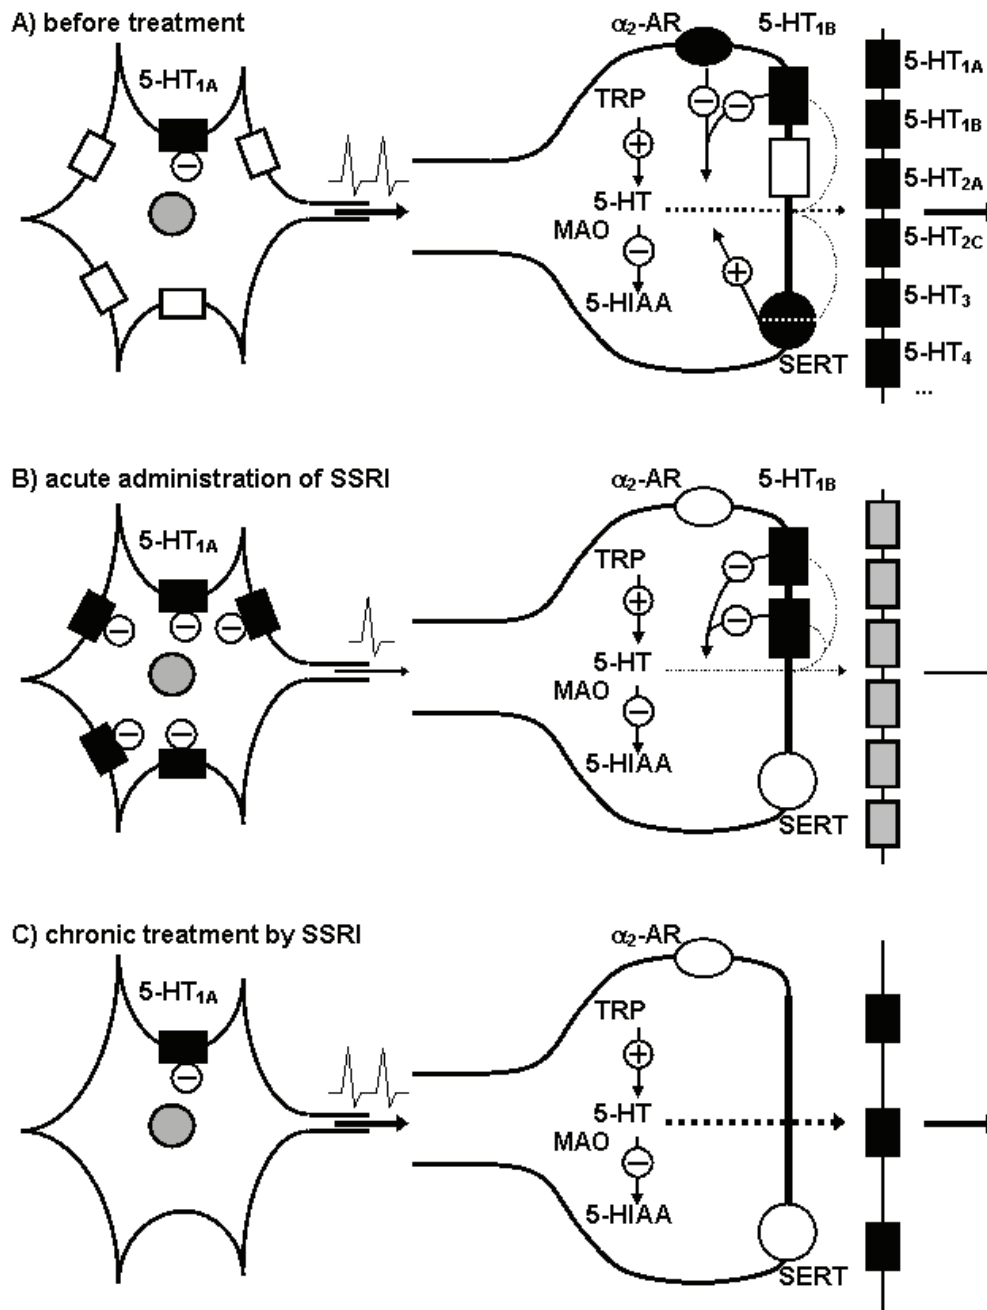 A) before treatment
5-HT1A
α2-AR
5-HT1B
TRP
5-HT
MAO
5-HIAA
SERT
5-HT1A
5-HT1B
5-HT2A
5-HT2C
5-HT3
5-HT4
...
B) acute administration of SSRI
5-HT1A
α2-AR
5-HT1B
TRP
5-HT
MAO
5-HIAA
SERT
C) chronic treatment by SSRI
5-HT1A
α2-AR
TRP
5-HT
MAO
5-HIAA
SERT